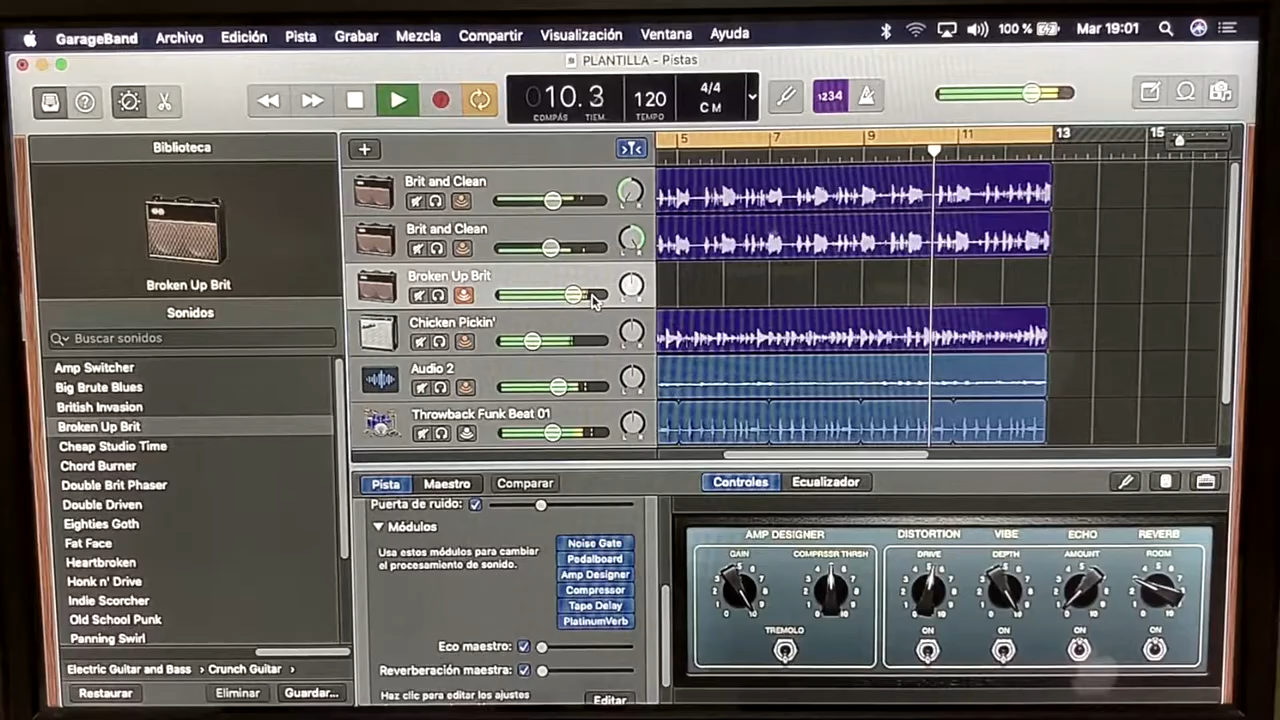 GarageBand Archivo Edición Pista Grabar Mezcla Compartir Visualización Ventana Ayuda 100 % Mar 19:01
PLANTILLA - Pistas
010.3 120 4/4
C M
COMPÁS TIEM. TEMPO
1234
Biblioteca
5 7 9 11 13 15
Brit and Clean
Brit and Clean
Broken Up Brit
Chicken Pickin'
Audio 2
Throwback Funk Beat 01
Broken Up Brit
Sonidos
Buscar sonidos
Amp Switcher
Big Brute Blues
British Invasion
Broken Up Brit
Cheap Studio Time
Chord Burner
Double Brit Phaser
Double Driven
Eighties Goth
Fat Face
Heartbroken
Honk n' Drive
Indie Scorcher
Old School Punk
Panning Swirl
Electric Guitar and Bass › Crunch Guitar ›
Restaurar Eliminar Guardar...
Pista Maestro Comparar Controles Ecualizador
Puerta de ruido:
Módulos
Usa estos módulos para cambiar
el procesamiento de sonido.
Noise Gate
Pedalboard
Amp Designer
Compressor
Tape Delay
PlatinumVerb
Eco maestro:
Reverberación maestra:
Haz clic para editar los ajustes
Editar
AMP DESIGNER DISTORTION VIBE ECHO REVERB
GAIN COMPRSSR THRSH DRIVE DEPTH AMOUNT ROOM
TREMOLO ON ON ON ON